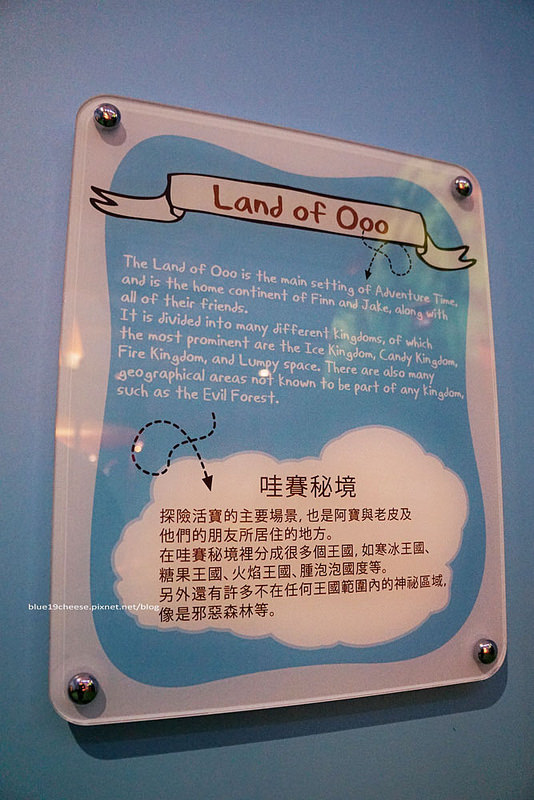 Land of Ooo
The Land of Ooo is the main setting of Adventure Time,
and is the home continent of Finn and Jake, along with
all of their friends.
It is divided into many different kingdoms, of which
the most prominent are the Ice Kingdom, Candy Kingdom,
Fire Kingdom, and Lumpy space. There are also many
geographical areas not known to be part of any kingdom,
such as the Evil Forest.
哇賽秘境
探險活寶的主要場景, 也是阿寶與老皮及
他們的朋友所居住的地方。
在哇賽秘境裡分成很多個王國, 如寒冰王國、
糖果王國、火焰王國、腫泡泡國度等。
另外還有許多不在任何王國範圍內的神祕區域,
像是邪惡森林等。
blue19cheese.pixnet.net/blog